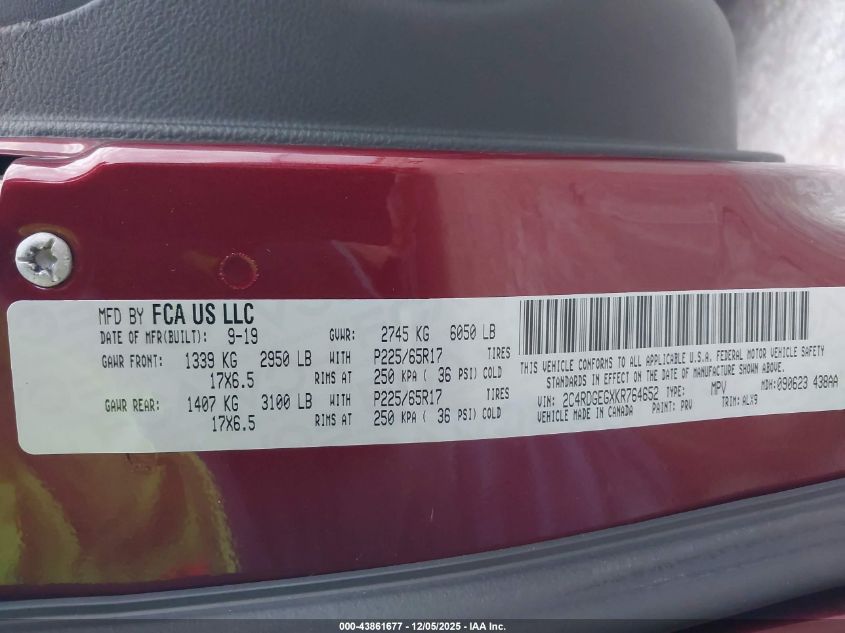 MFD BY FCA US LLC
DATE OF MFR(BUILT): 9-19 GVWR: 2745 KG 6050 LB
GAWR FRONT: 1339 KG 2950 LB WITH P225/65R17 TIRES
17X6.5 RIMS AT 250 KPA ( 36 PSI) COLD
GAWR REAR: 1407 KG 3100 LB WITH P225/65R17 TIRES
17X6.5 RIMS AT 250 KPA ( 36 PSI) COLD
THIS VEHICLE CONFORMS TO ALL APPLICABLE U.S.A. FEDERAL MOTOR VEHICLE SAFETY
STANDARDS IN EFFECT ON THE DATE OF MANUFACTURE SHOWN ABOVE.
VIN: 2C4RDGEGXKR764652 TYPE: MPV MDH: 090623 438AA
VEHICLE MADE IN CANADA PAINT: PRV TRIM: ALX9
000-43861677 - 12/05/2025 - IAA Inc.